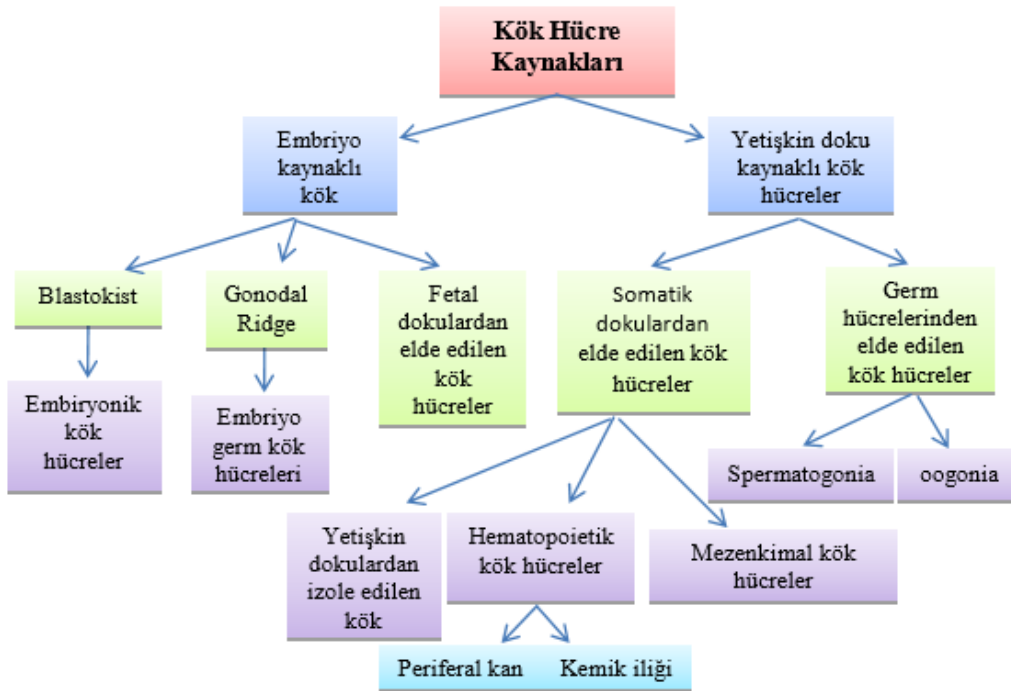 Kök Hücre
Kaynakları
Embriyo
kaynaklı
kök
Yetişkin doku
kaynaklı kök
hücreler
Blastokist
Gonodal
Ridge
Fetal
dokulardan
elde edilen
kök
hücreler
Somatik
dokulardan
elde edilen kök
hücreler
Germ
hücrelerinden
elde edilen
kök hücreler
Embiryonik
kök
hücreler
Embriyo
germ kök
hücreleri
Spermatogonia
oogonia
Yetişkin
dokulardan
izole edilen
kök
Hematopoietik
kök hücreler
Mezenkimal kök
hücreler
Periferal kan
Kemik iliği